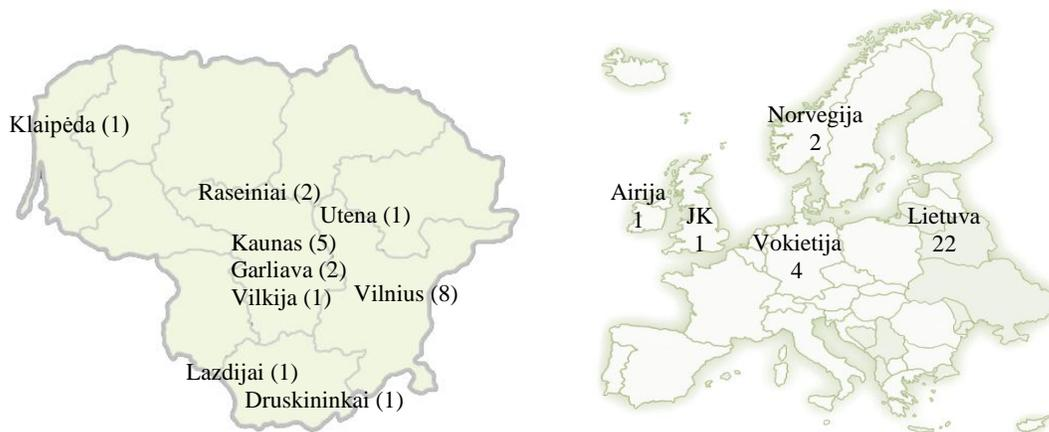 Klaipėda (1)
Raseiniai (2)
Utena (1)
Kaunas (5)
Garliava (2)
Vilkija (1)
Vilnius (8)
Lazdijai (1)
Druskininkai (1)
Norvegija
2
Airija
1
JK
1
Vokietija
4
Lietuva
22